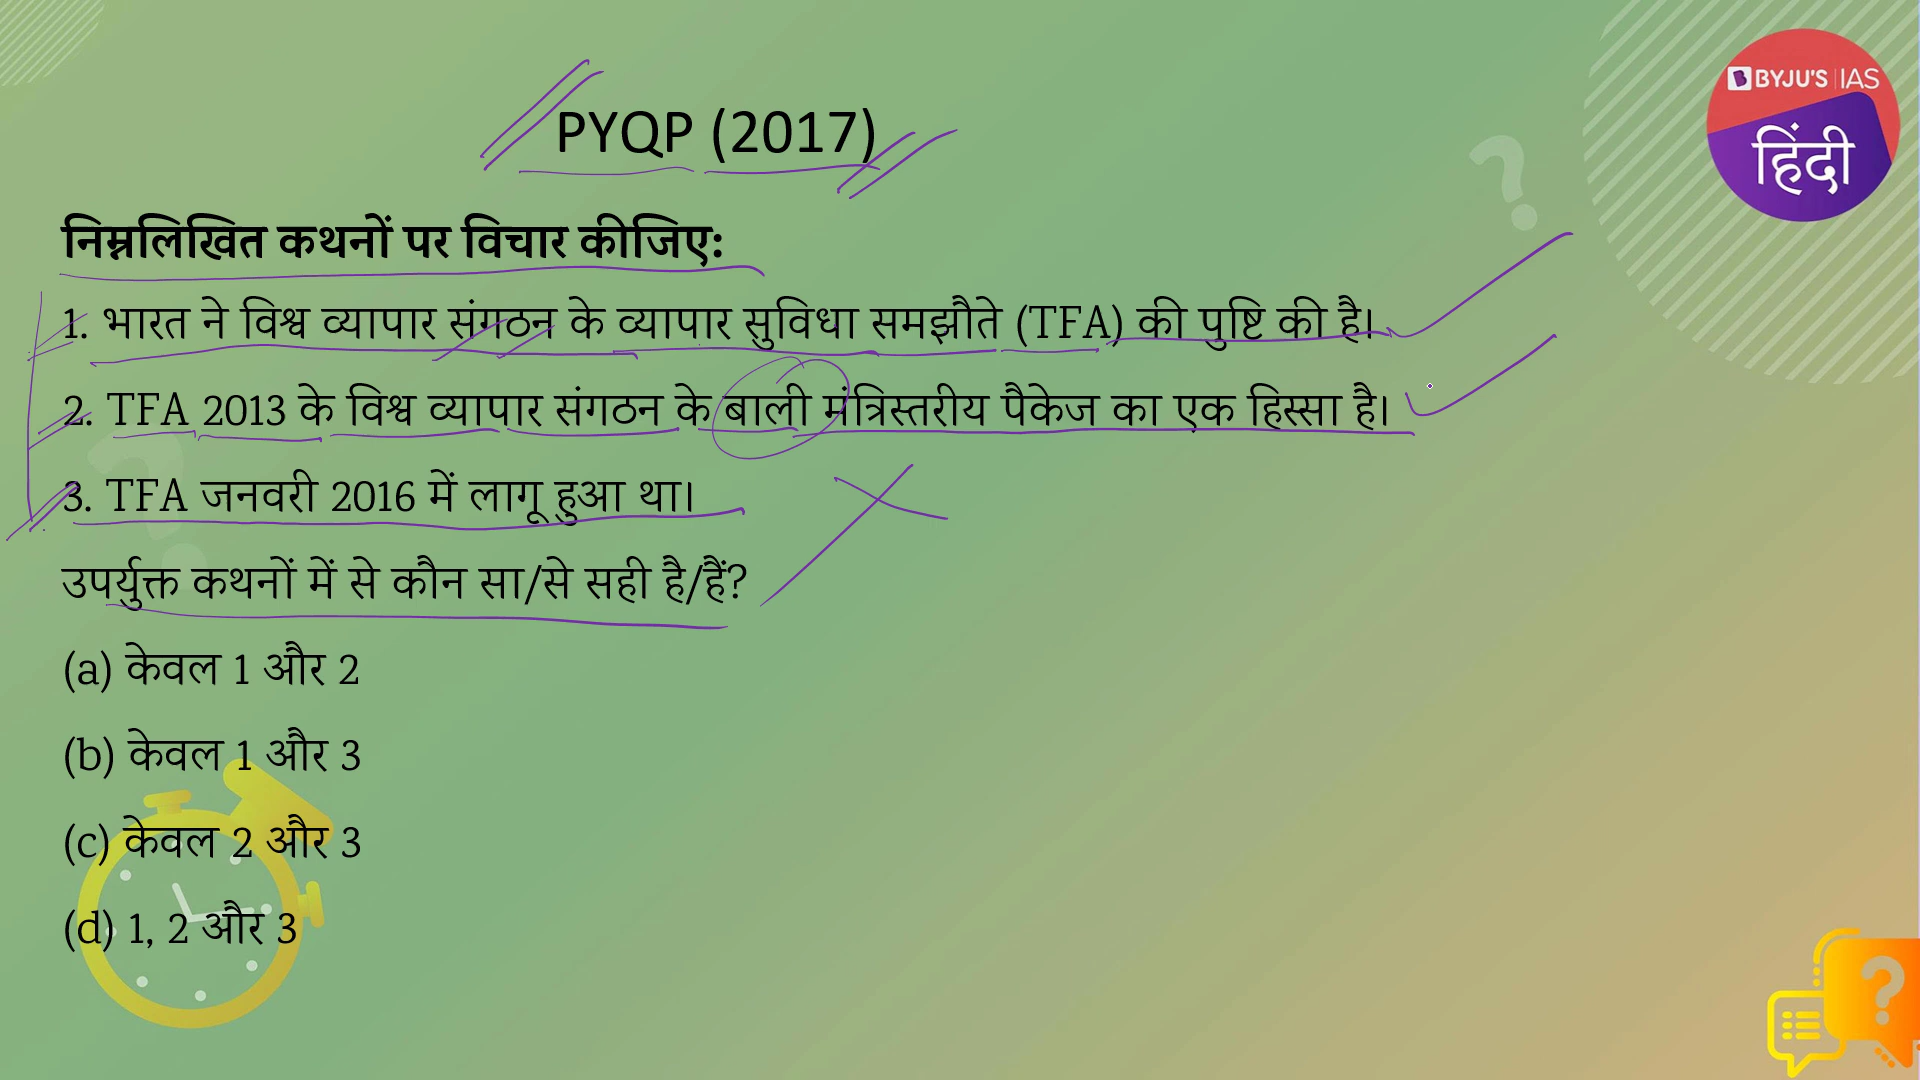 BYJU'S IAS
हिंदी
PYQP (2017)
निम्नलिखित कथनों पर विचार कीजिए:
1. भारत ने विश्व व्यापार संगठन के व्यापार सुविधा समझौते (TFA) की पुष्टि की है।
2. TFA 2013 के विश्व व्यापार संगठन के बाली मंत्रिस्तरीय पैकेज का एक हिस्सा है।
3. TFA जनवरी 2016 में लागू हुआ था।
उपर्युक्त कथनों में से कौन सा/से सही है/हैं?
(a) केवल 1 और 2
(b) केवल 1 और 3
(c) केवल 2 और 3
(d) 1, 2 और 3